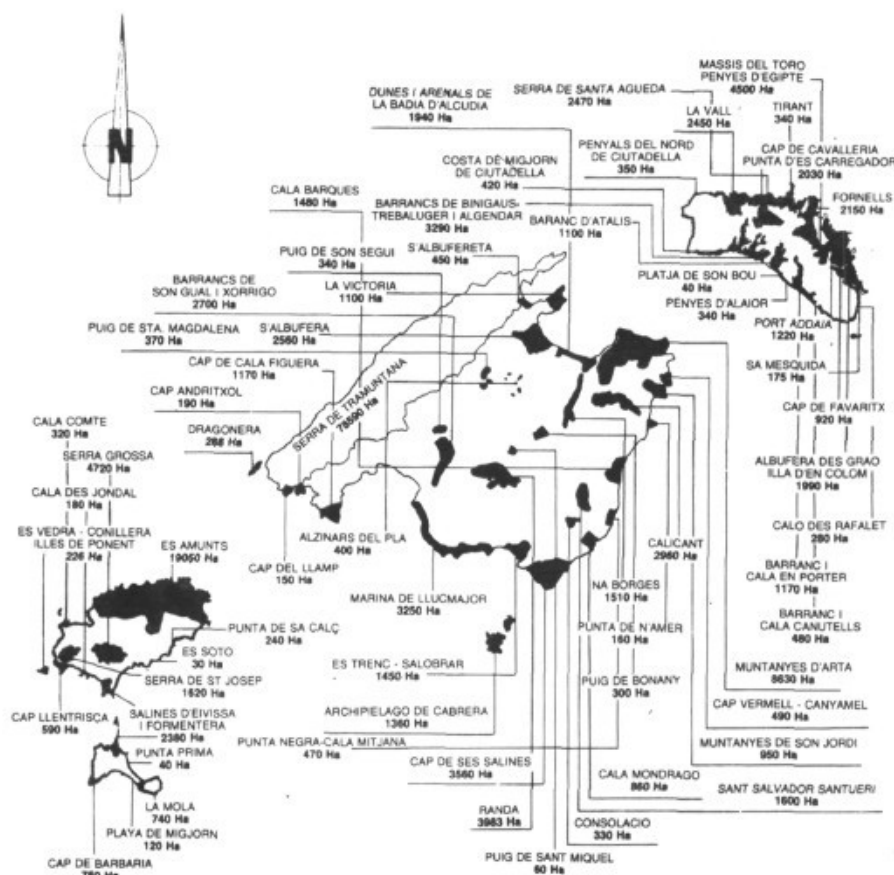 N
DUNES I ARENALS DE
LA BADIA D'ALCUDIA
1940 Ha
SERRA DE SANTA AGUEDA
2470 Ha
MASSIS DEL TORO
PENYES D'EGIPTE
4500 Ha
LA VALL
2450 Ha
TIRANT
340 Ha
CAP DE CAVALLERIA
PUNTA D'ES CARREGADOR
2030 Ha
PENYALS DEL NORD
DE CIUTADELLA
350 Ha
COSTA DE MIGJORN
DE CIUTADELLA
420 Ha
FORNELLS
2150 Ha
CALA BARQUES
1480 Ha
BARRANCS DE BINIGAUS-
TREBALUGER I ALGENDAR
3290 Ha
BARANC D'ATALIS
1100 Ha
PUIG DE SON SEGUI
340 Ha
S'ALBUFERETA
450 Ha
PLATJA DE SON BOU
40 Ha
BARRANCS DE
SON GUAL I XORRIGO
2700 Ha
LA VICTORIA
1100 Ha
PENYES D'ALAIOR
340 Ha
PORT ADDAIA
1220 Ha
PUIG DE STA. MAGDALENA
370 Ha
S'ALBUFERA
2560 Ha
CAP DE CALA FIGUERA
1170 Ha
SA MESQUIDA
175 Ha
CAP ANDRITXOL
190 Ha
SERRA DE TRAMUNTANA
CAP DE FAVARITX
920 Ha
CALA COMTE
320 Ha
DRAGONERA
288 Ha
SERRA GROSSA
4720 Ha
ALBUFERA DES GRAO
ILLA D'EN COLOM
1990 Ha
CALA DES JONDAL
180 Ha
ES VEDRA - CONILLERA
ILLES DE PONENT
226 Ha
ES AMUNTS
19050 Ha
ALZINARS DEL PLA
400 Ha
CALICANT
2980 Ha
CALO DES RAFALET
280 Ha
CAP DEL LLAMP
150 Ha
BARRANC I
CALA EN PORTER
1170 Ha
MARINA DE LLUCMAJOR
3250 Ha
NA BORGES
1510 Ha
PUNTA DE SA CALÇ
240 Ha
PUNTA DE N'AMER
160 Ha
BARRANC I
CALA CANUTELLS
480 Ha
ES SOTO
30 Ha
ES TRENC - SALOBRAR
1450 Ha
PUIG DE BONANY
300 Ha
MUNTANYES D'ARTA
8630 Ha
SERRA DE ST JOSEP
1620 Ha
CAP LLENTRISCA
590 Ha
SALINES D'EIVISSA
I FORMENTERA
2380 Ha
ARCHIPIELAGO DE CABRERA
1360 Ha
CAP VERMELL - CANYAMEL
490 Ha
PUNTA NEGRA-CALA MITJANA
470 Ha
MUNTANYES DE SON JORDI
950 Ha
PUNTA PRIMA
40 Ha
CAP DE SES SALINES
3560 Ha
CALA MONDRAGO
860 Ha
SANT SALVADOR SANTUERI
1600 Ha
LA MOLA
740 Ha
RANDA
3983 Ha
CONSOLACIO
330 Ha
PLAYA DE MIGJORN
120 Ha
PUIG DE SANT MIQUEL
60 Ha
CAP DE BARBARIA